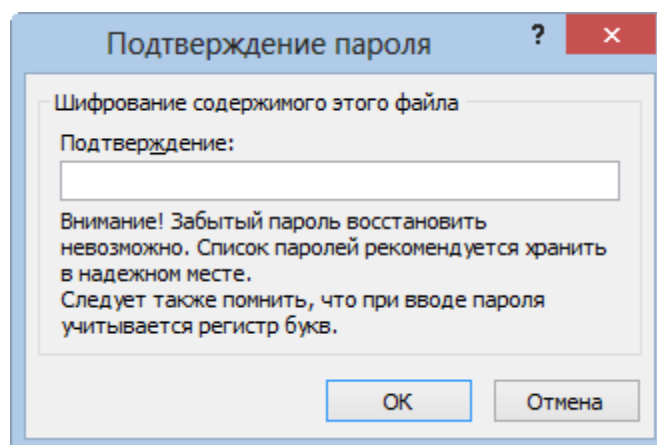 Подтверждение пароля
?
×
Шифрование содержимого этого файла
Подтверждение:
Внимание! Забытый пароль восстановить
невозможно. Список паролей рекомендуется хранить
в надежном месте.
Следует также помнить, что при вводе пароля
учитывается регистр букв.
ОК
Отмена